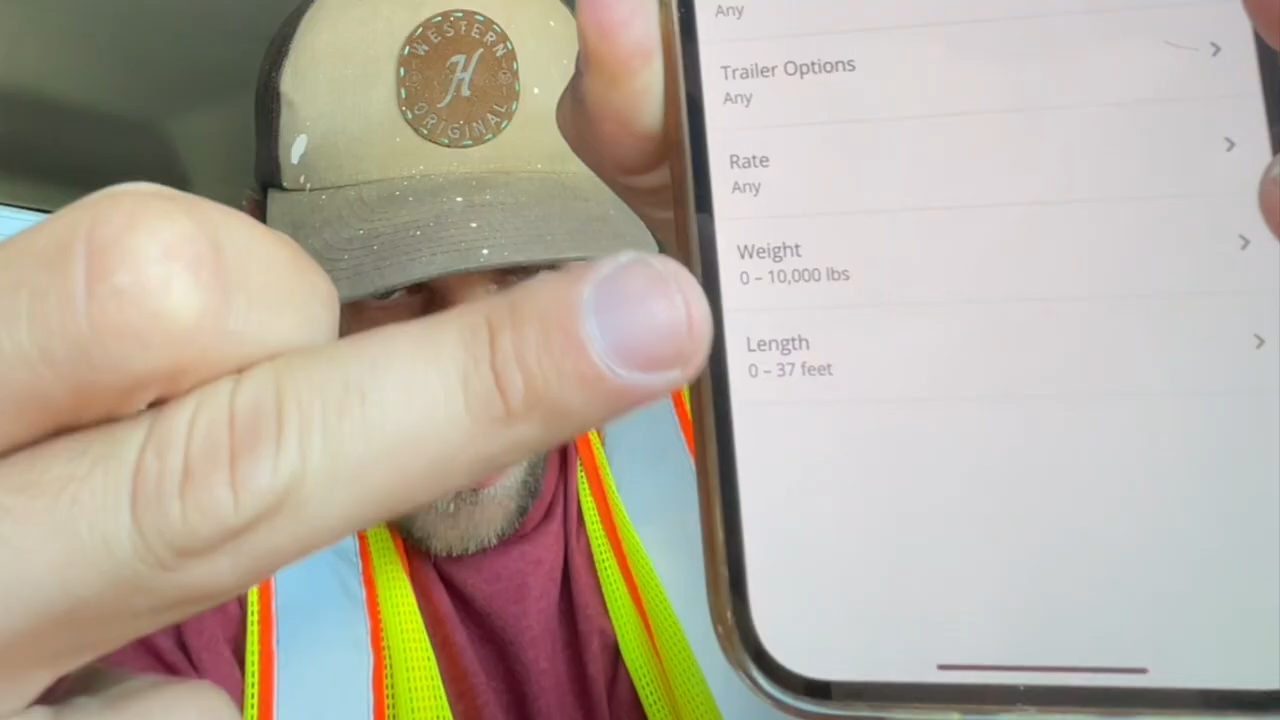 WESTERN
H
ORIGINAL
Any
Trailer Options
Any
Rate
Any
Weight
0 – 10,000 lbs
Length
0 – 37 feet